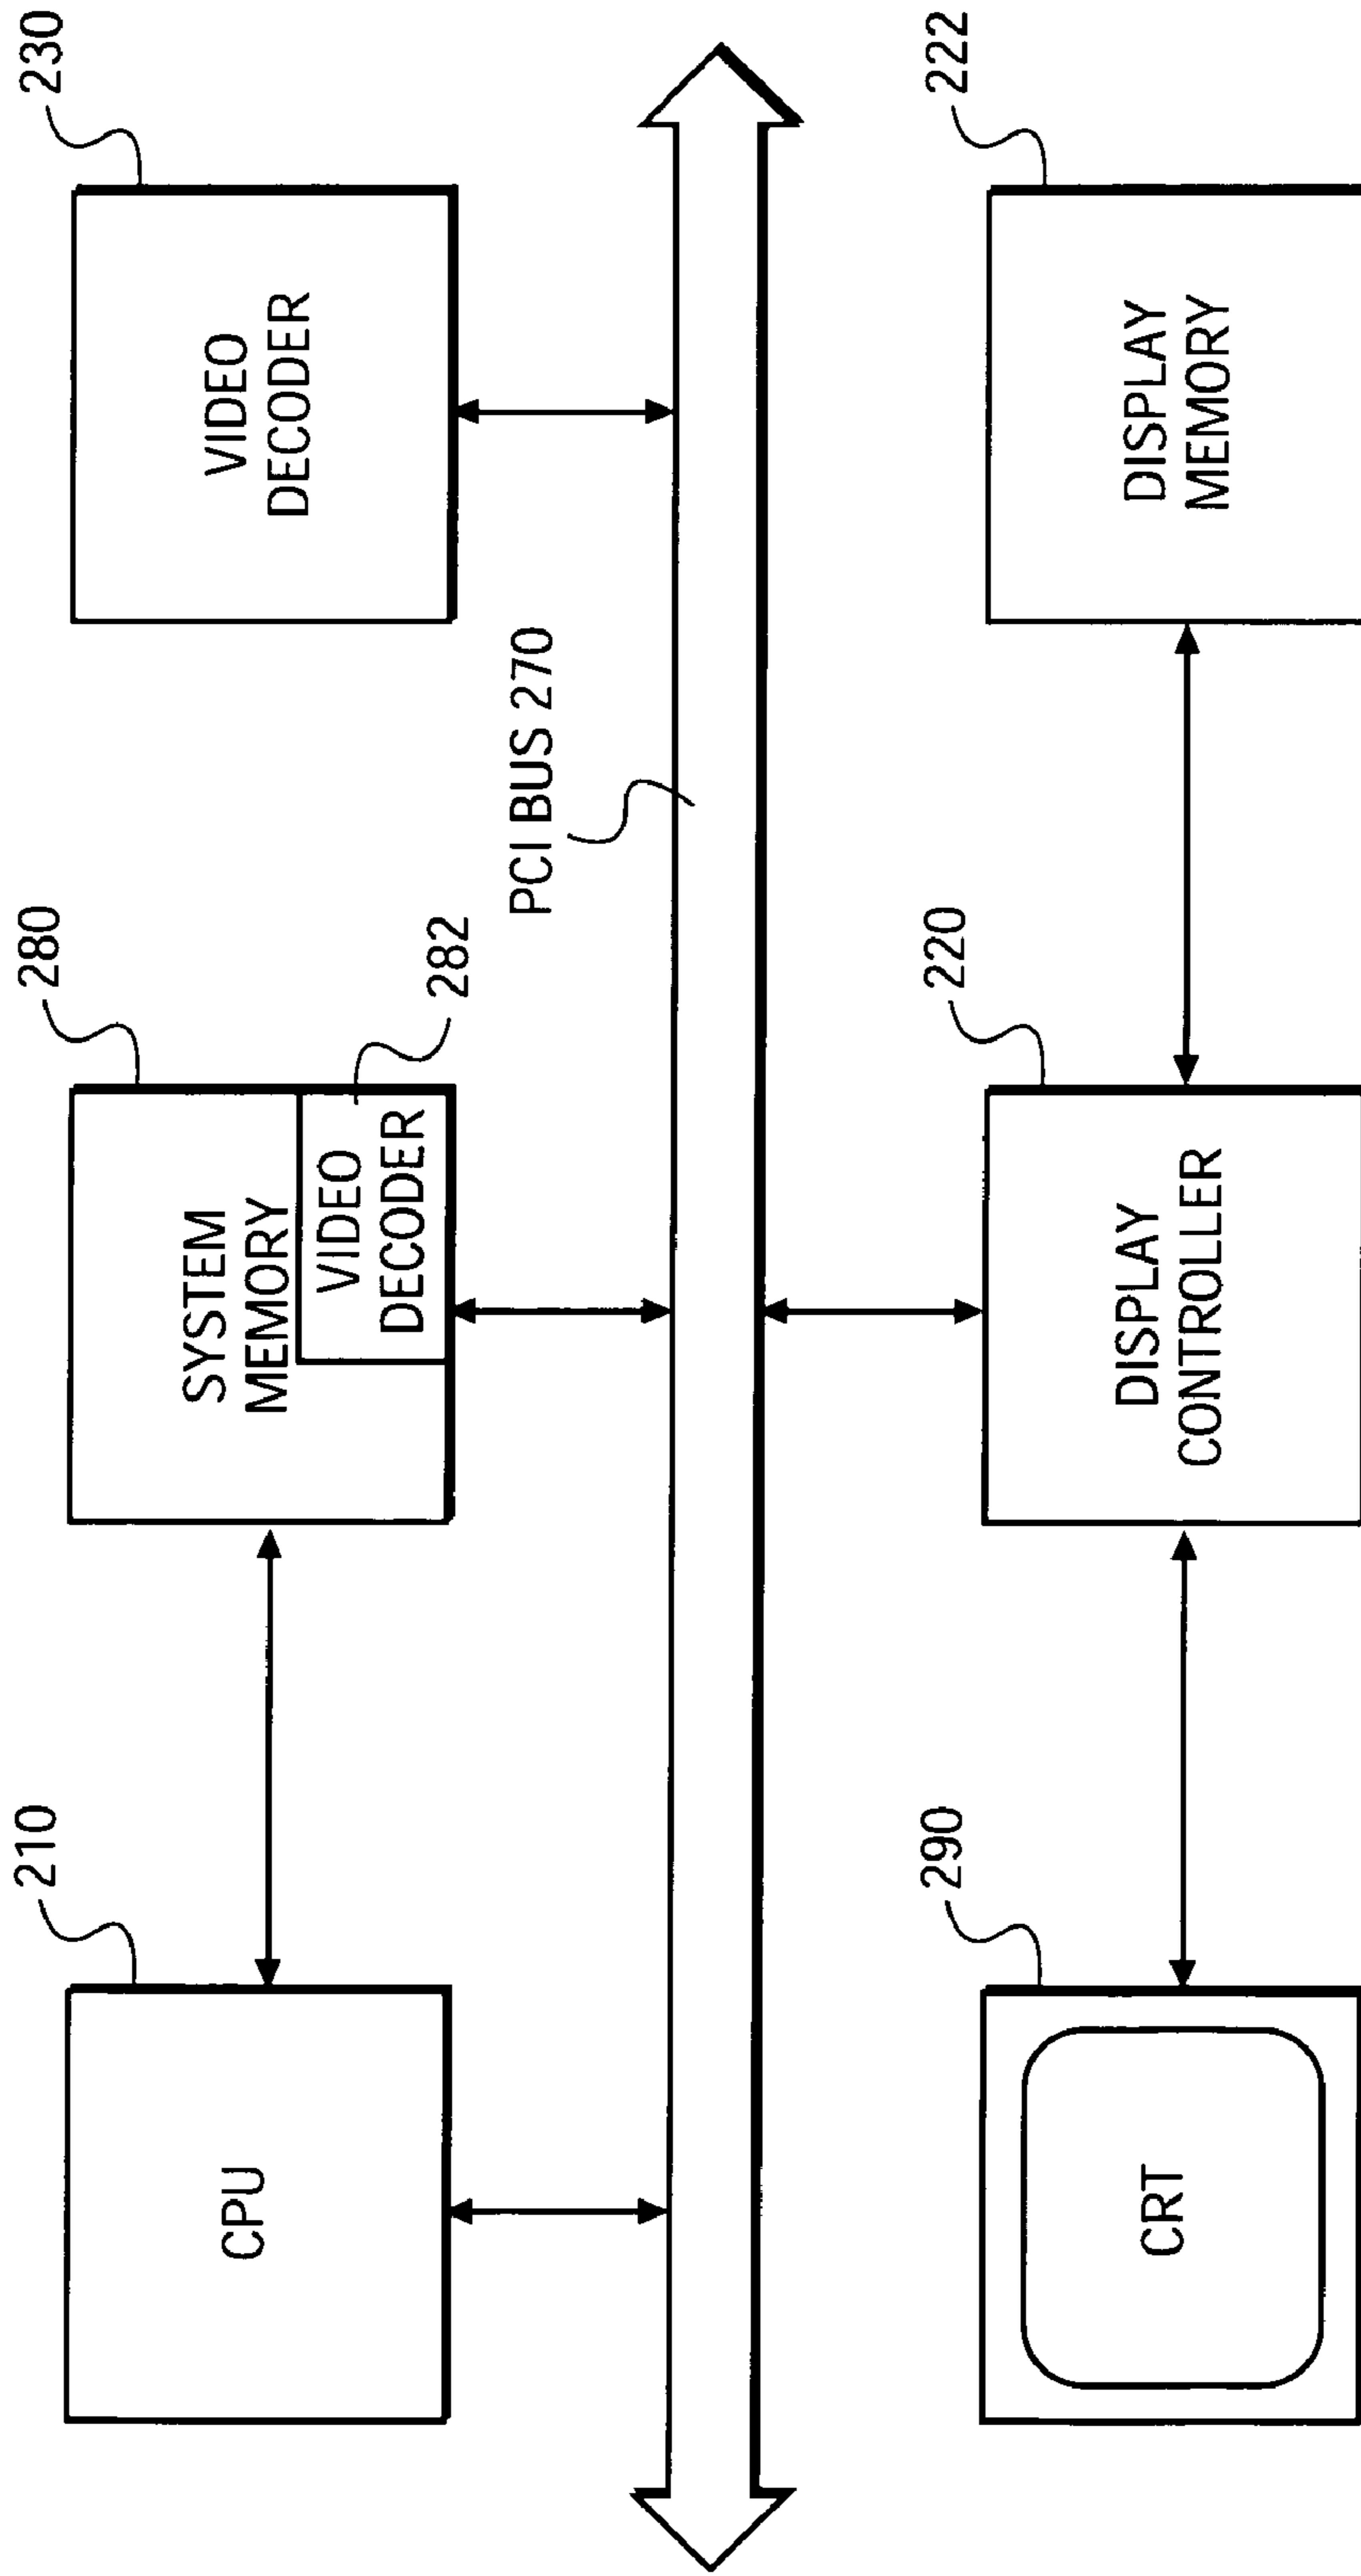 210
CPU
280
SYSTEM
MEMORY
282
VIDEO
DECODER
230
VIDEO
DECODER
PCI BUS 270
290
CRT
220
DISPLAY
CONTROLLER
222
DISPLAY
MEMORY